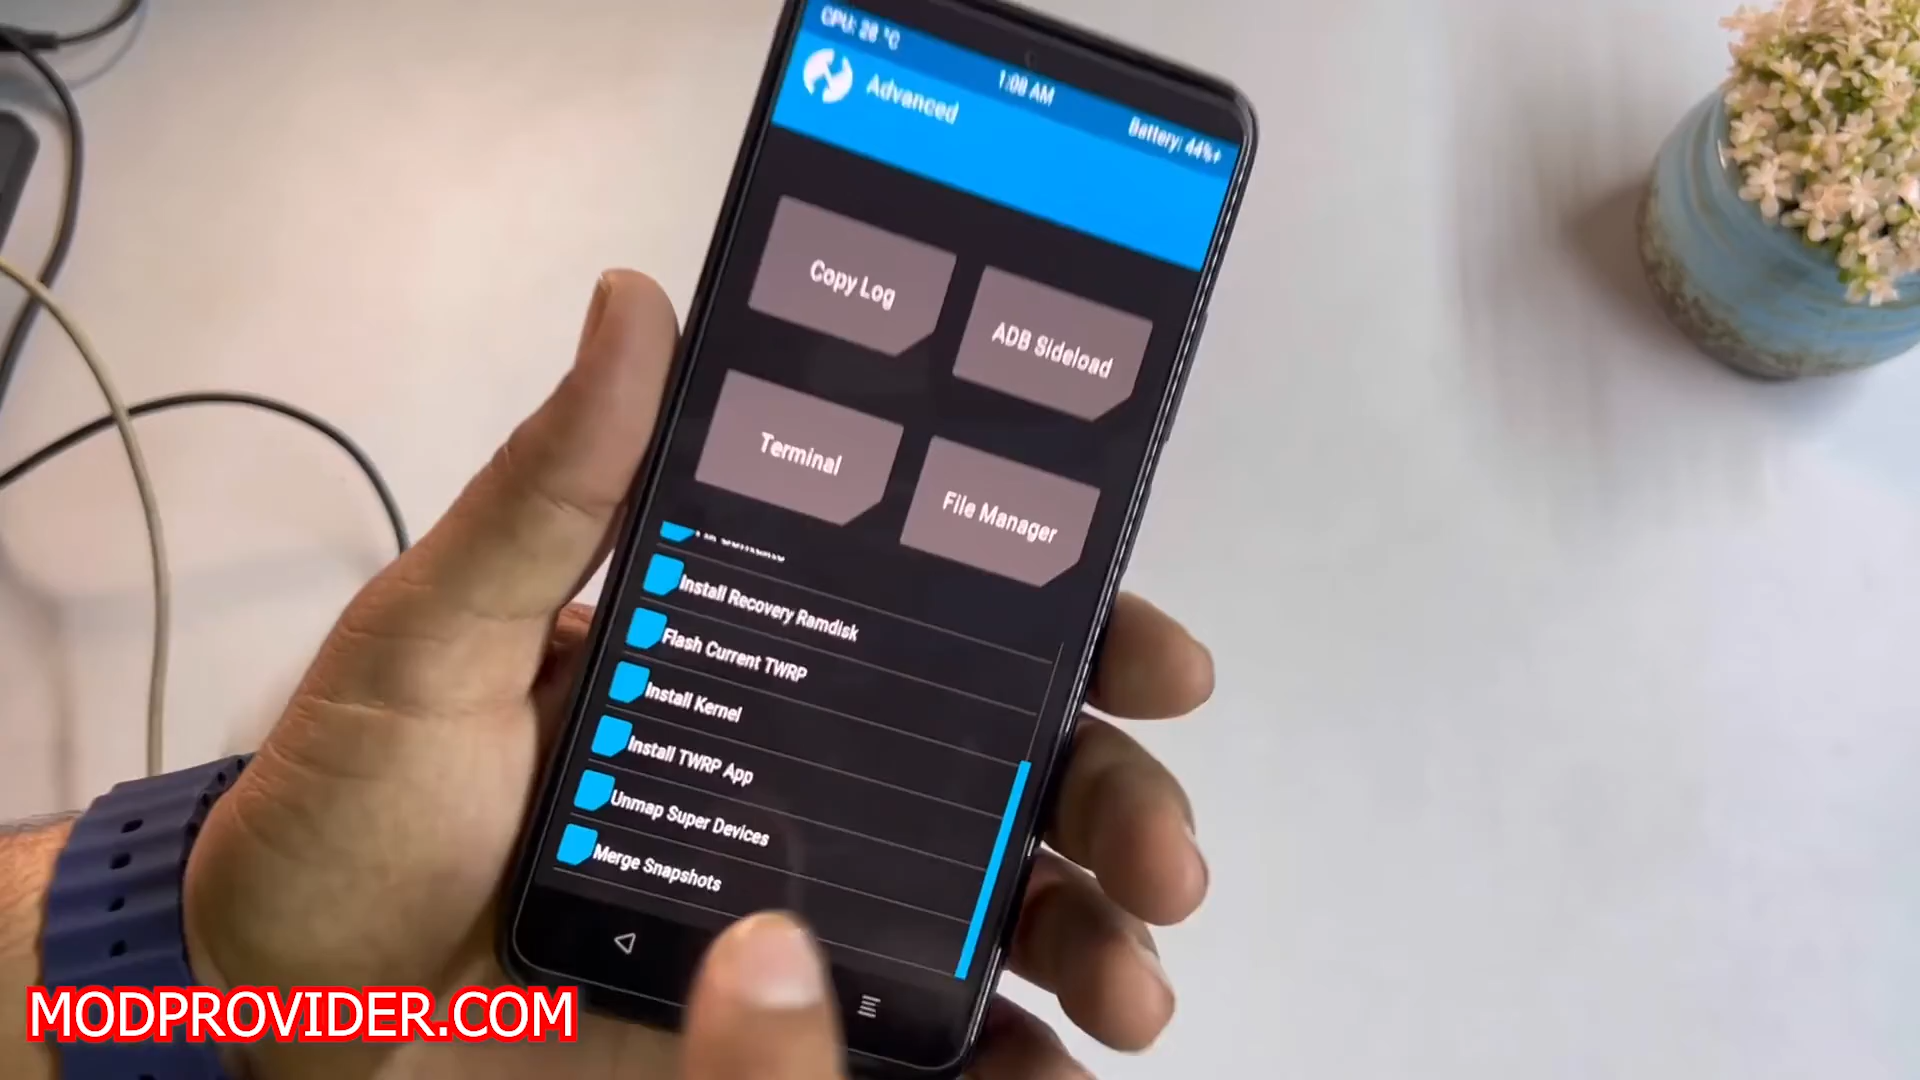 CPU: 28 °C
1:08 AM
Battery: 44%+
Advanced
Copy Log
ADB Sideload
Terminal
File Manager
Install Recovery Ramdisk
Flash Current TWRP
Install Kernel
Install TWRP App
Unmap Super Devices
Merge Snapshots
MODPROVIDER.COM